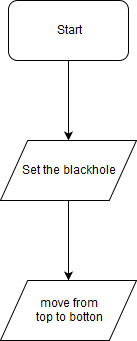 Start
Set the blackhole
move from
top to botton